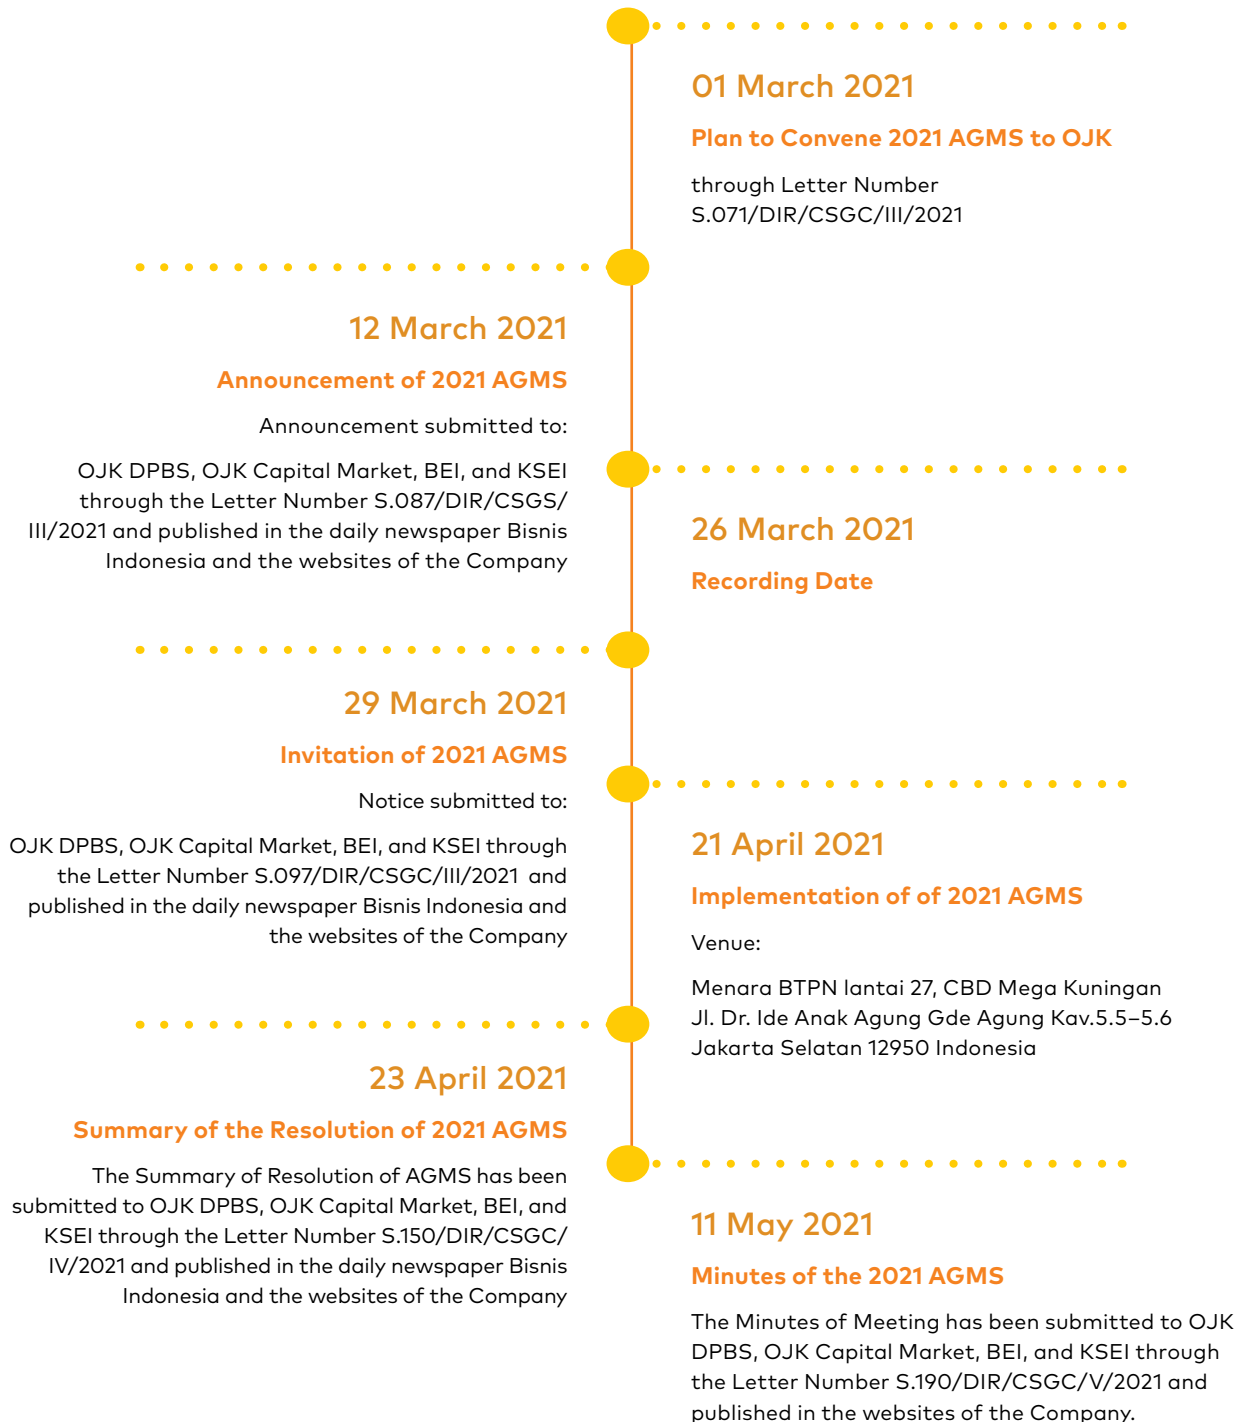 01 March 2021
Plan to Convene 2021 AGMS to OJK
through Letter Number
S.071/DIR/CSGC/III/2021
12 March 2021
Announcement of 2021 AGMS
Announcement submitted to:
OJK DPBS, OJK Capital Market, BEI, and KSEI
through the Letter Number S.087/DIR/CSGS/
III/2021 and published in the daily newspaper Bisnis
Indonesia and the websites of the Company
26 March 2021
Recording Date
29 March 2021
Invitation of 2021 AGMS
Notice submitted to:
OJK DPBS, OJK Capital Market, BEI, and KSEI through
the Letter Number S.097/DIR/CSGC/III/2021 and
published in the daily newspaper Bisnis Indonesia and
the websites of the Company
21 April 2021
Implementation of of 2021 AGMS
Venue:
Menara BTPN lantai 27, CBD Mega Kuningan
Jl. Dr. Ide Anak Agung Gde Agung Kav.5.5–5.6
Jakarta Selatan 12950 Indonesia
23 April 2021
Summary of the Resolution of 2021 AGMS
The Summary of Resolution of AGMS has been
submitted to OJK DPBS, OJK Capital Market, BEI, and
KSEI through the Letter Number S.150/DIR/CSGC/
IV/2021 and published in the daily newspaper Bisnis
Indonesia and the websites of the Company
11 May 2021
Minutes of the 2021 AGMS
The Minutes of Meeting has been submitted to OJK
DPBS, OJK Capital Market, BEI, and KSEI through
the Letter Number S.190/DIR/CSGC/V/2021 and
published in the websites of the Company.